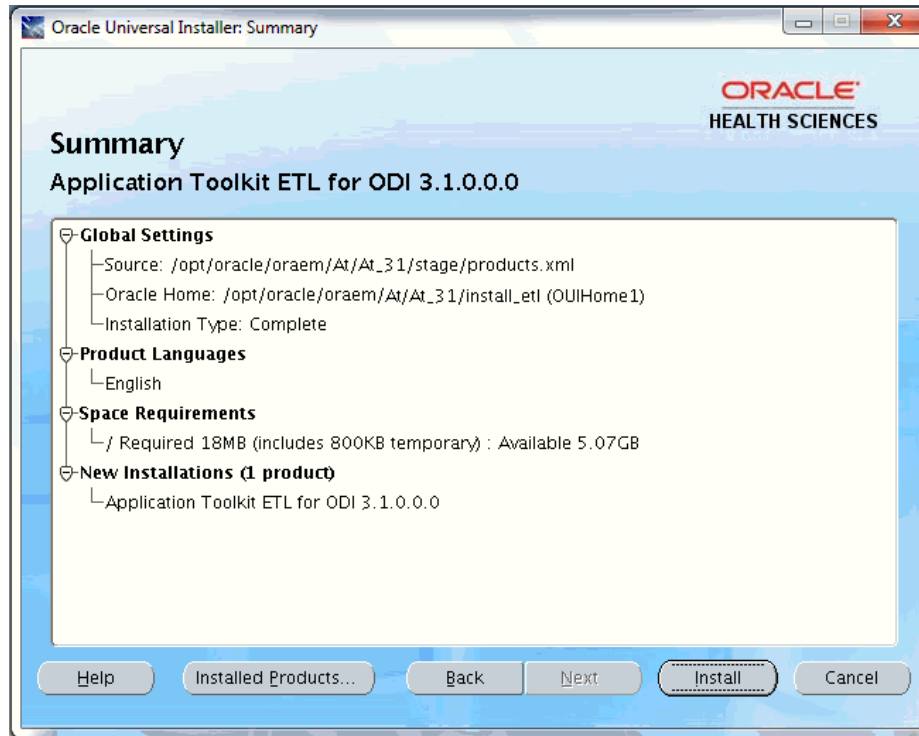 Oracle Universal Installer: Summary
ORACLE
HEALTH SCIENCES
Summary
Application Toolkit ETL for ODI 3.1.0.0.0
Global Settings
Source: /opt/oracle/oraem/At/At_31/stage/products.xml
Oracle Home: /opt/oracle/oraem/At/At_31/install_etl (OUIHome1)
Installation Type: Complete
Product Languages
English
Space Requirements
/ Required 18MB (includes 800KB temporary) : Available 5.07GB
New Installations (1 product)
Application Toolkit ETL for ODI 3.1.0.0.0
Help Installed Products... Back Next Install Cancel